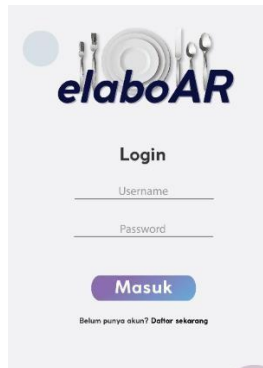 elaboAR
Login
Username
Password
Masuk
Belum punya akun? Daftar sekarang